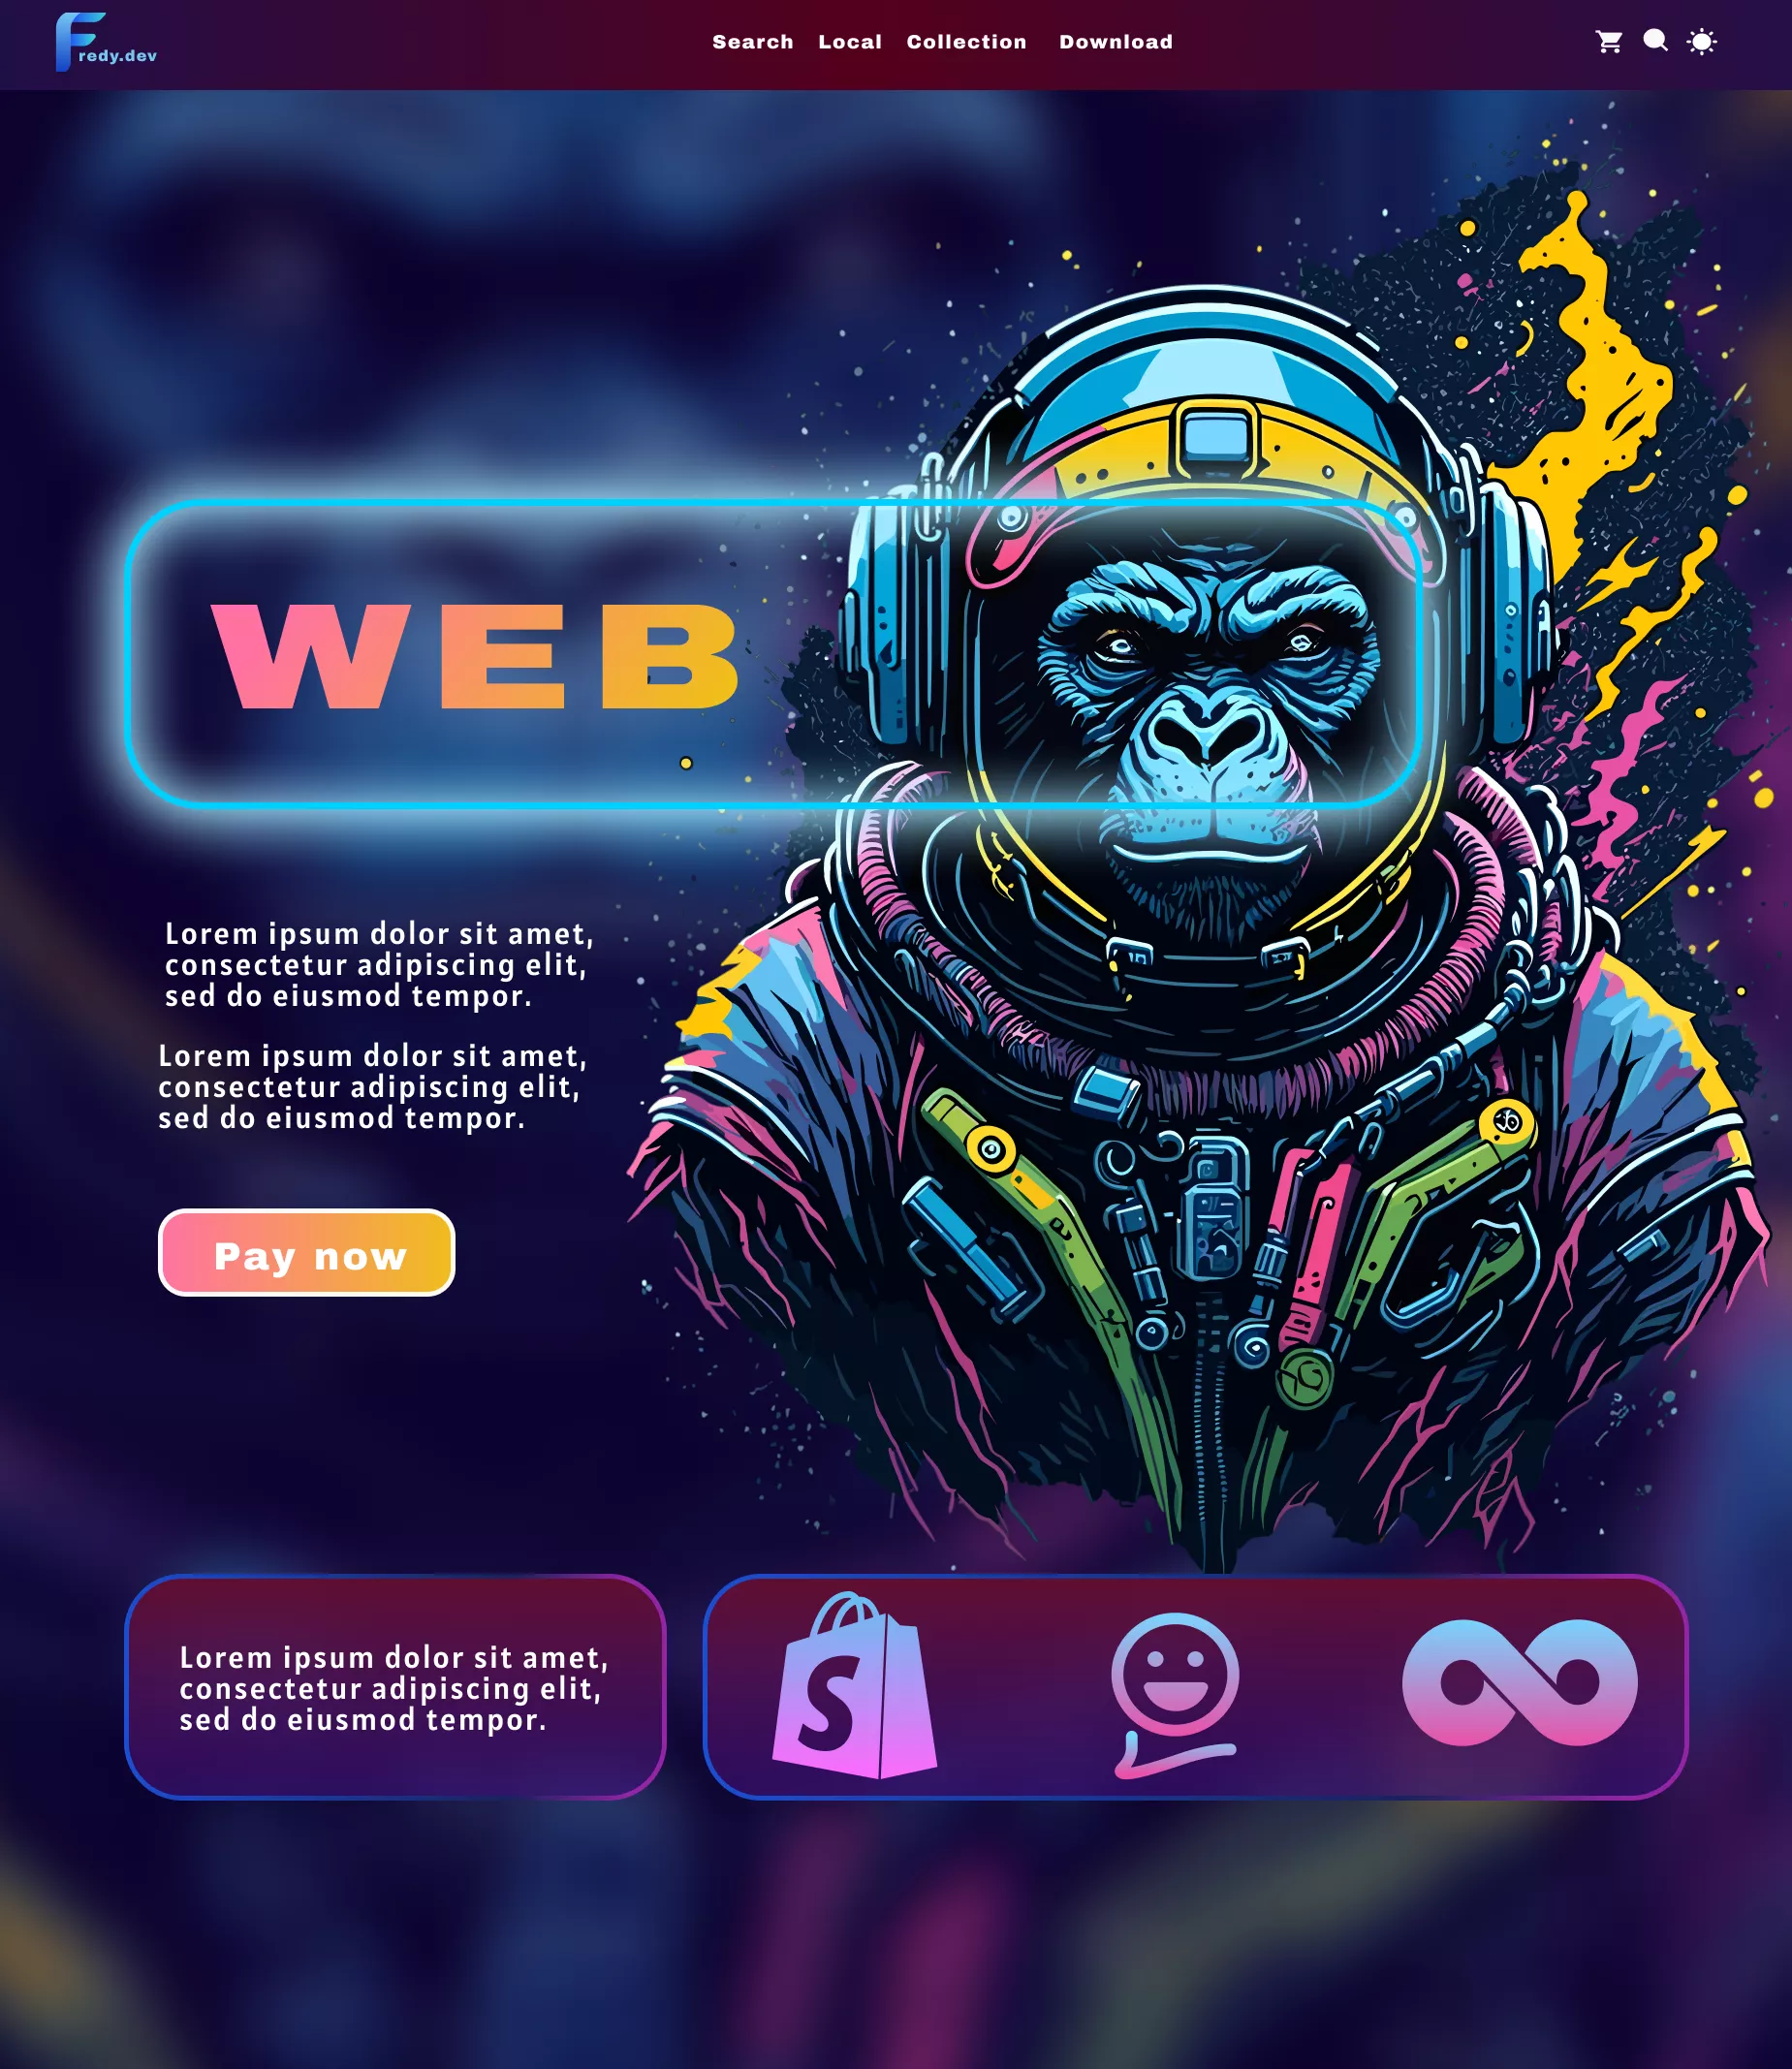 Fredy.dev
Search Local Collection Download
WEB
Lorem ipsum dolor sit amet,
consectetur adipiscing elit,
sed do eiusmod tempor.
Lorem ipsum dolor sit amet,
consectetur adipiscing elit,
sed do eiusmod tempor.
Pay now
Lorem ipsum dolor sit amet,
consectetur adipiscing elit,
sed do eiusmod tempor.
S